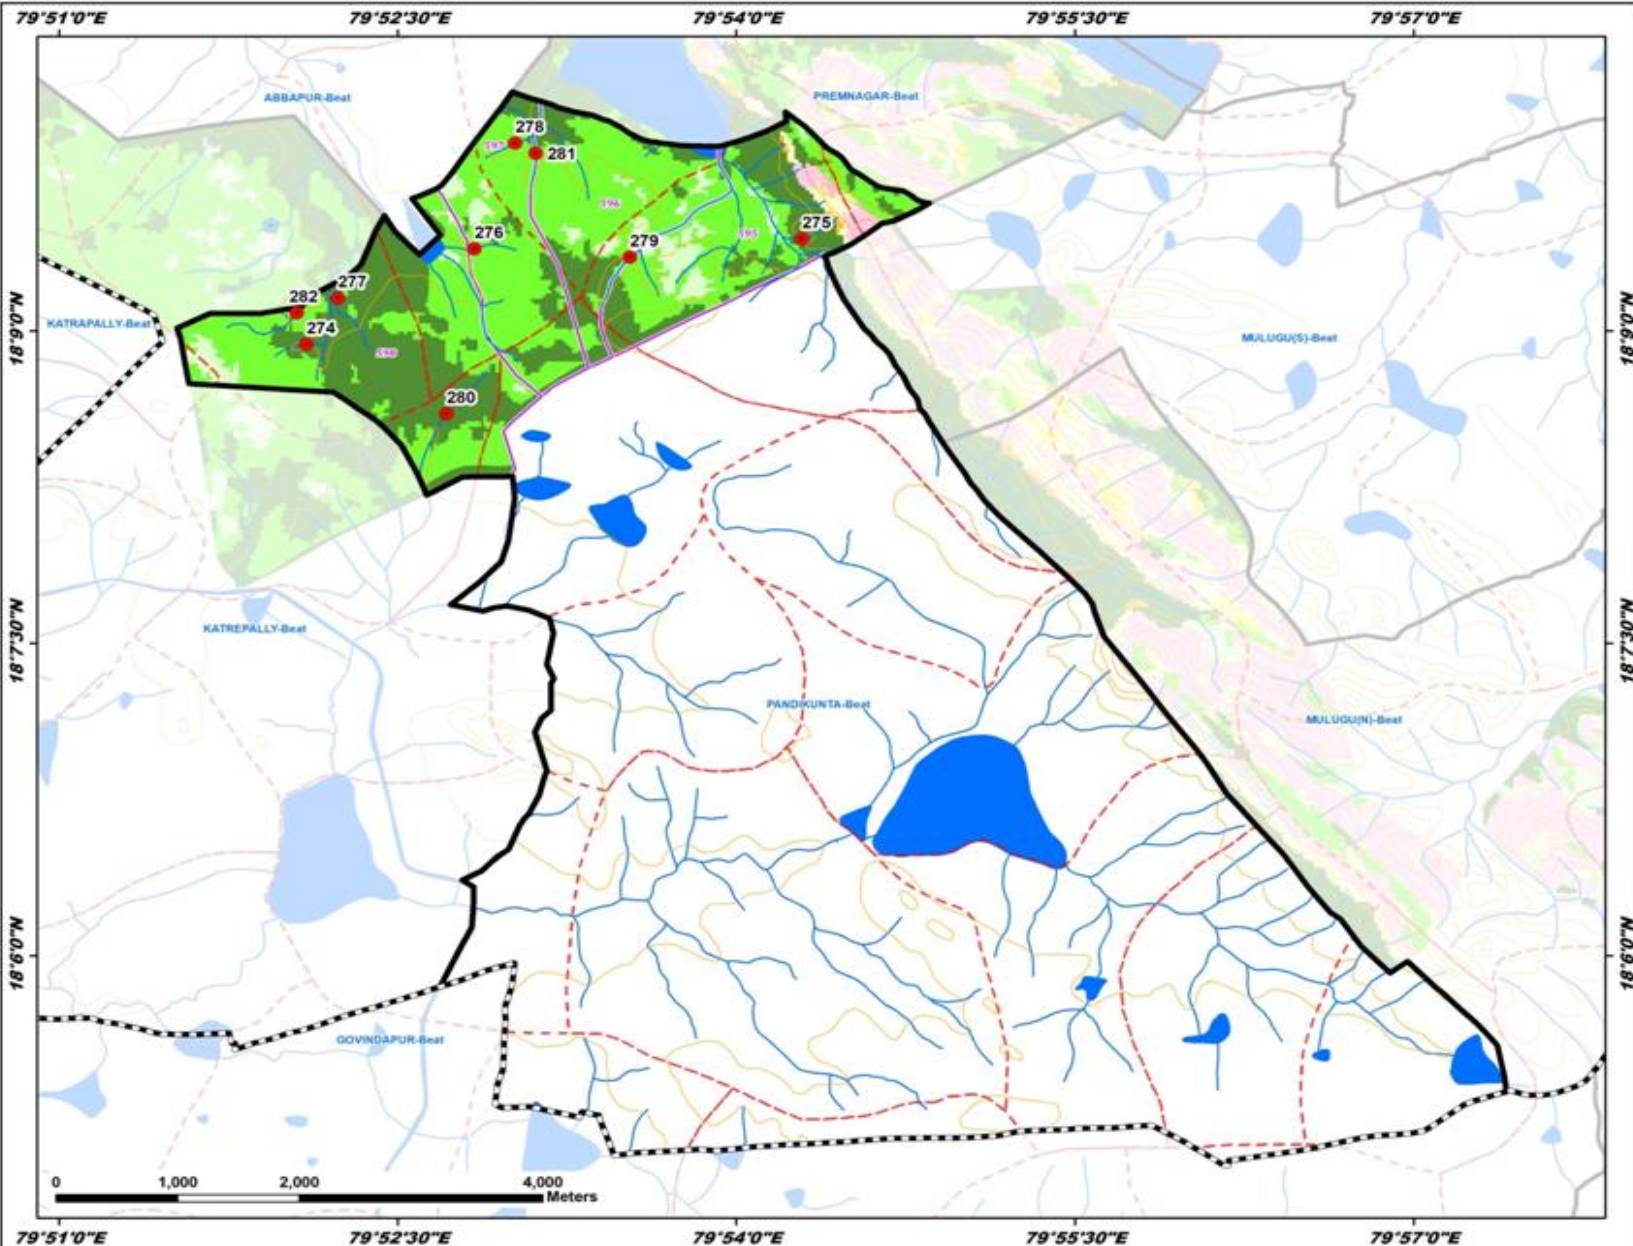 79°51'0"E 79°52'30"E 79°54'0"E 79°55'30"E 79°57'0"E
ABBAPUR-Beat
PREMNAGAR-Beat
278
597
281
596
275
276
279
595
277
282
KATRAPALLY-Beat
274
18°9'0"N
18°9'0"N
MULUGU(S)-Beat
598
280
KATREPALLY-Beat
18°7'30"N
18°7'30"N
PANDIKUNTA-Beat
MULUGU(N)-Beat
18°6'0"N
18°6'0"N
GOVINDAPUR-Beat
0 1,000 2,000 4,000
Meters
79°51'0"E 79°52'30"E 79°54'0"E 79°55'30"E 79°57'0"E